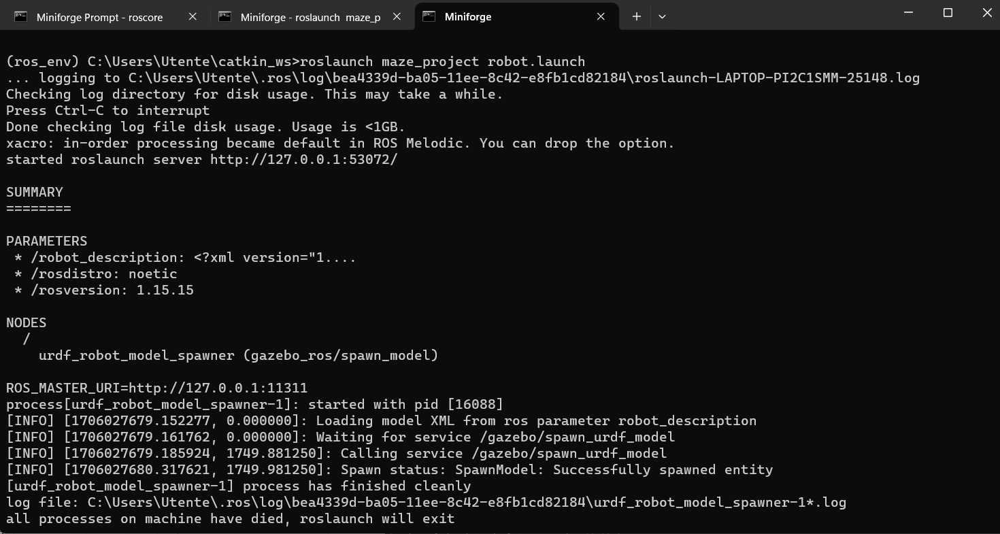 Miniforge Prompt - roscore
Miniforge - roslaunch  maze_p
Miniforge
(ros_env) C:\Users\Utente\catkin_ws>roslaunch maze_project robot.launch
... logging to C:\Users\Utente\.ros\log\bea4339d-ba05-11ee-8c42-e8fb1cd82184\roslaunch-LAPTOP-PI2C1SMM-25148.log
Checking log directory for disk usage. This may take a while.
Press Ctrl-C to interrupt
Done checking log file disk usage. Usage is <1GB.
xacro: in-order processing became default in ROS Melodic. You can drop the option.
started roslaunch server http://127.0.0.1:53072/
SUMMARY
========
PARAMETERS
 * /robot_description: <?xml version="1....
 * /rosdistro: noetic
 * /rosversion: 1.15.15
NODES
  /
    urdf_robot_model_spawner (gazebo_ros/spawn_model)
ROS_MASTER_URI=http://127.0.0.1:11311
process[urdf_robot_model_spawner-1]: started with pid [16088]
[INFO] [1706027679.152277, 0.000000]: Loading model XML from ros parameter robot_description
[INFO] [1706027679.161762, 0.000000]: Waiting for service /gazebo/spawn_urdf_model
[INFO] [1706027679.185924, 1749.881250]: Calling service /gazebo/spawn_urdf_model
[INFO] [1706027680.317621, 1749.981250]: Spawn status: SpawnModel: Successfully spawned entity
[urdf_robot_model_spawner-1] process has finished cleanly
log file: C:\Users\Utente\.ros\log\bea4339d-ba05-11ee-8c42-e8fb1cd82184\urdf_robot_model_spawner-1*.log
all processes on machine have died, roslaunch will exit